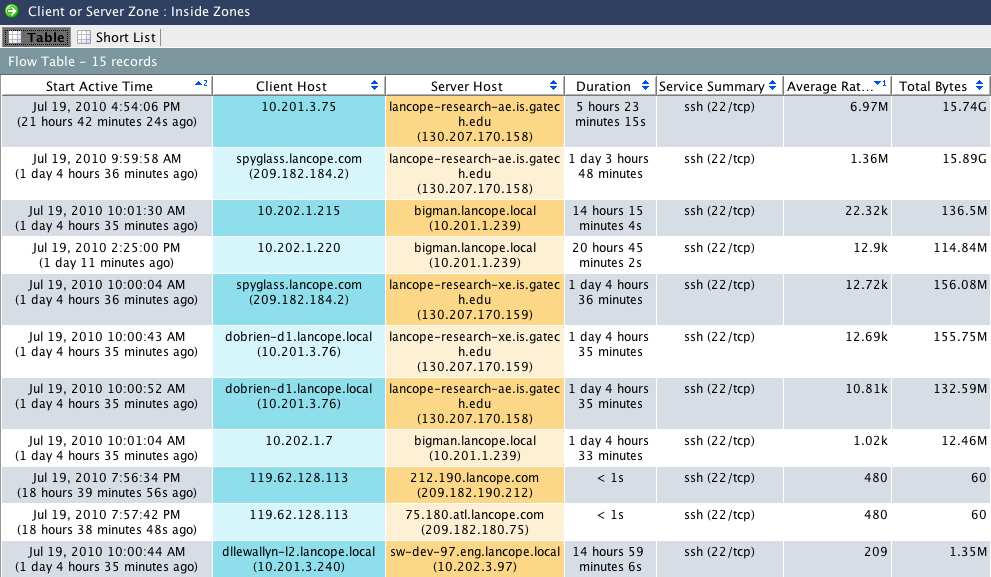 Client or Server Zone : Inside Zones
Table Short List
Flow Table - 15 records
Start Active Time 2 Client Host Server Host Duration Service Summary Average Rat... 1 Total Bytes
Jul 19, 2010 4:54:06 PM 10.201.3.75 lancope-research-ae.is.gatec 5 hours 23 ssh (22/tcp) 6.97M 15.74G
(21 hours 42 minutes 24s ago) h.edu minutes 15s
(130.207.170.158)
Jul 19, 2010 9:59:58 AM spyglass.lancope.com lancope-research-ae.is.gatec 1 day 3 hours ssh (22/tcp) 1.36M 15.89G
(1 day 4 hours 36 minutes ago) (209.182.184.2) h.edu 48 minutes
(130.207.170.158)
Jul 19, 2010 10:01:30 AM 10.202.1.215 bigman.lancope.local 14 hours 15 ssh (22/tcp) 22.32k 136.5M
(1 day 4 hours 35 minutes ago) (10.201.1.239) minutes 4s
Jul 19, 2010 2:25:00 PM 10.202.1.220 bigman.lancope.local 20 hours 45 ssh (22/tcp) 12.9k 114.84M
(1 day 11 minutes ago) (10.201.1.239) minutes 2s
Jul 19, 2010 10:00:04 AM spyglass.lancope.com lancope-research-xe.is.gatec 1 day 4 hours ssh (22/tcp) 12.72k 156.08M
(1 day 4 hours 36 minutes ago) (209.182.184.2) h.edu 36 minutes
(130.207.170.159)
Jul 19, 2010 10:00:43 AM dobrien-d1.lancope.local lancope-research-xe.is.gatec 1 day 4 hours ssh (22/tcp) 12.69k 155.75M
(1 day 4 hours 35 minutes ago) (10.201.3.76) h.edu 35 minutes
(130.207.170.159)
Jul 19, 2010 10:00:52 AM dobrien-d1.lancope.local lancope-research-ae.is.gatec 1 day 4 hours ssh (22/tcp) 10.81k 132.59M
(1 day 4 hours 35 minutes ago) (10.201.3.76) h.edu 35 minutes
(130.207.170.158)
Jul 19, 2010 10:01:04 AM 10.202.1.7 bigman.lancope.local 1 day 4 hours ssh (22/tcp) 1.02k 12.46M
(1 day 4 hours 35 minutes ago) (10.201.1.239) 33 minutes
Jul 19, 2010 7:56:34 PM 119.62.128.113 212.190.lancope.com < 1s ssh (22/tcp) 480 60
(18 hours 39 minutes 56s ago) (209.182.190.212)
Jul 19, 2010 7:57:42 PM 119.62.128.113 75.180.atl.lancope.com < 1s ssh (22/tcp) 480 60
(18 hours 38 minutes 48s ago) (209.182.180.75)
Jul 19, 2010 10:00:44 AM dllewallyn-l2.lancope.local sw-dev-97.eng.lancope.local 14 hours 59 ssh (22/tcp) 209 1.35M
(1 day 4 hours 35 minutes ago) (10.201.3.240) (10.202.3.97) minutes 6s